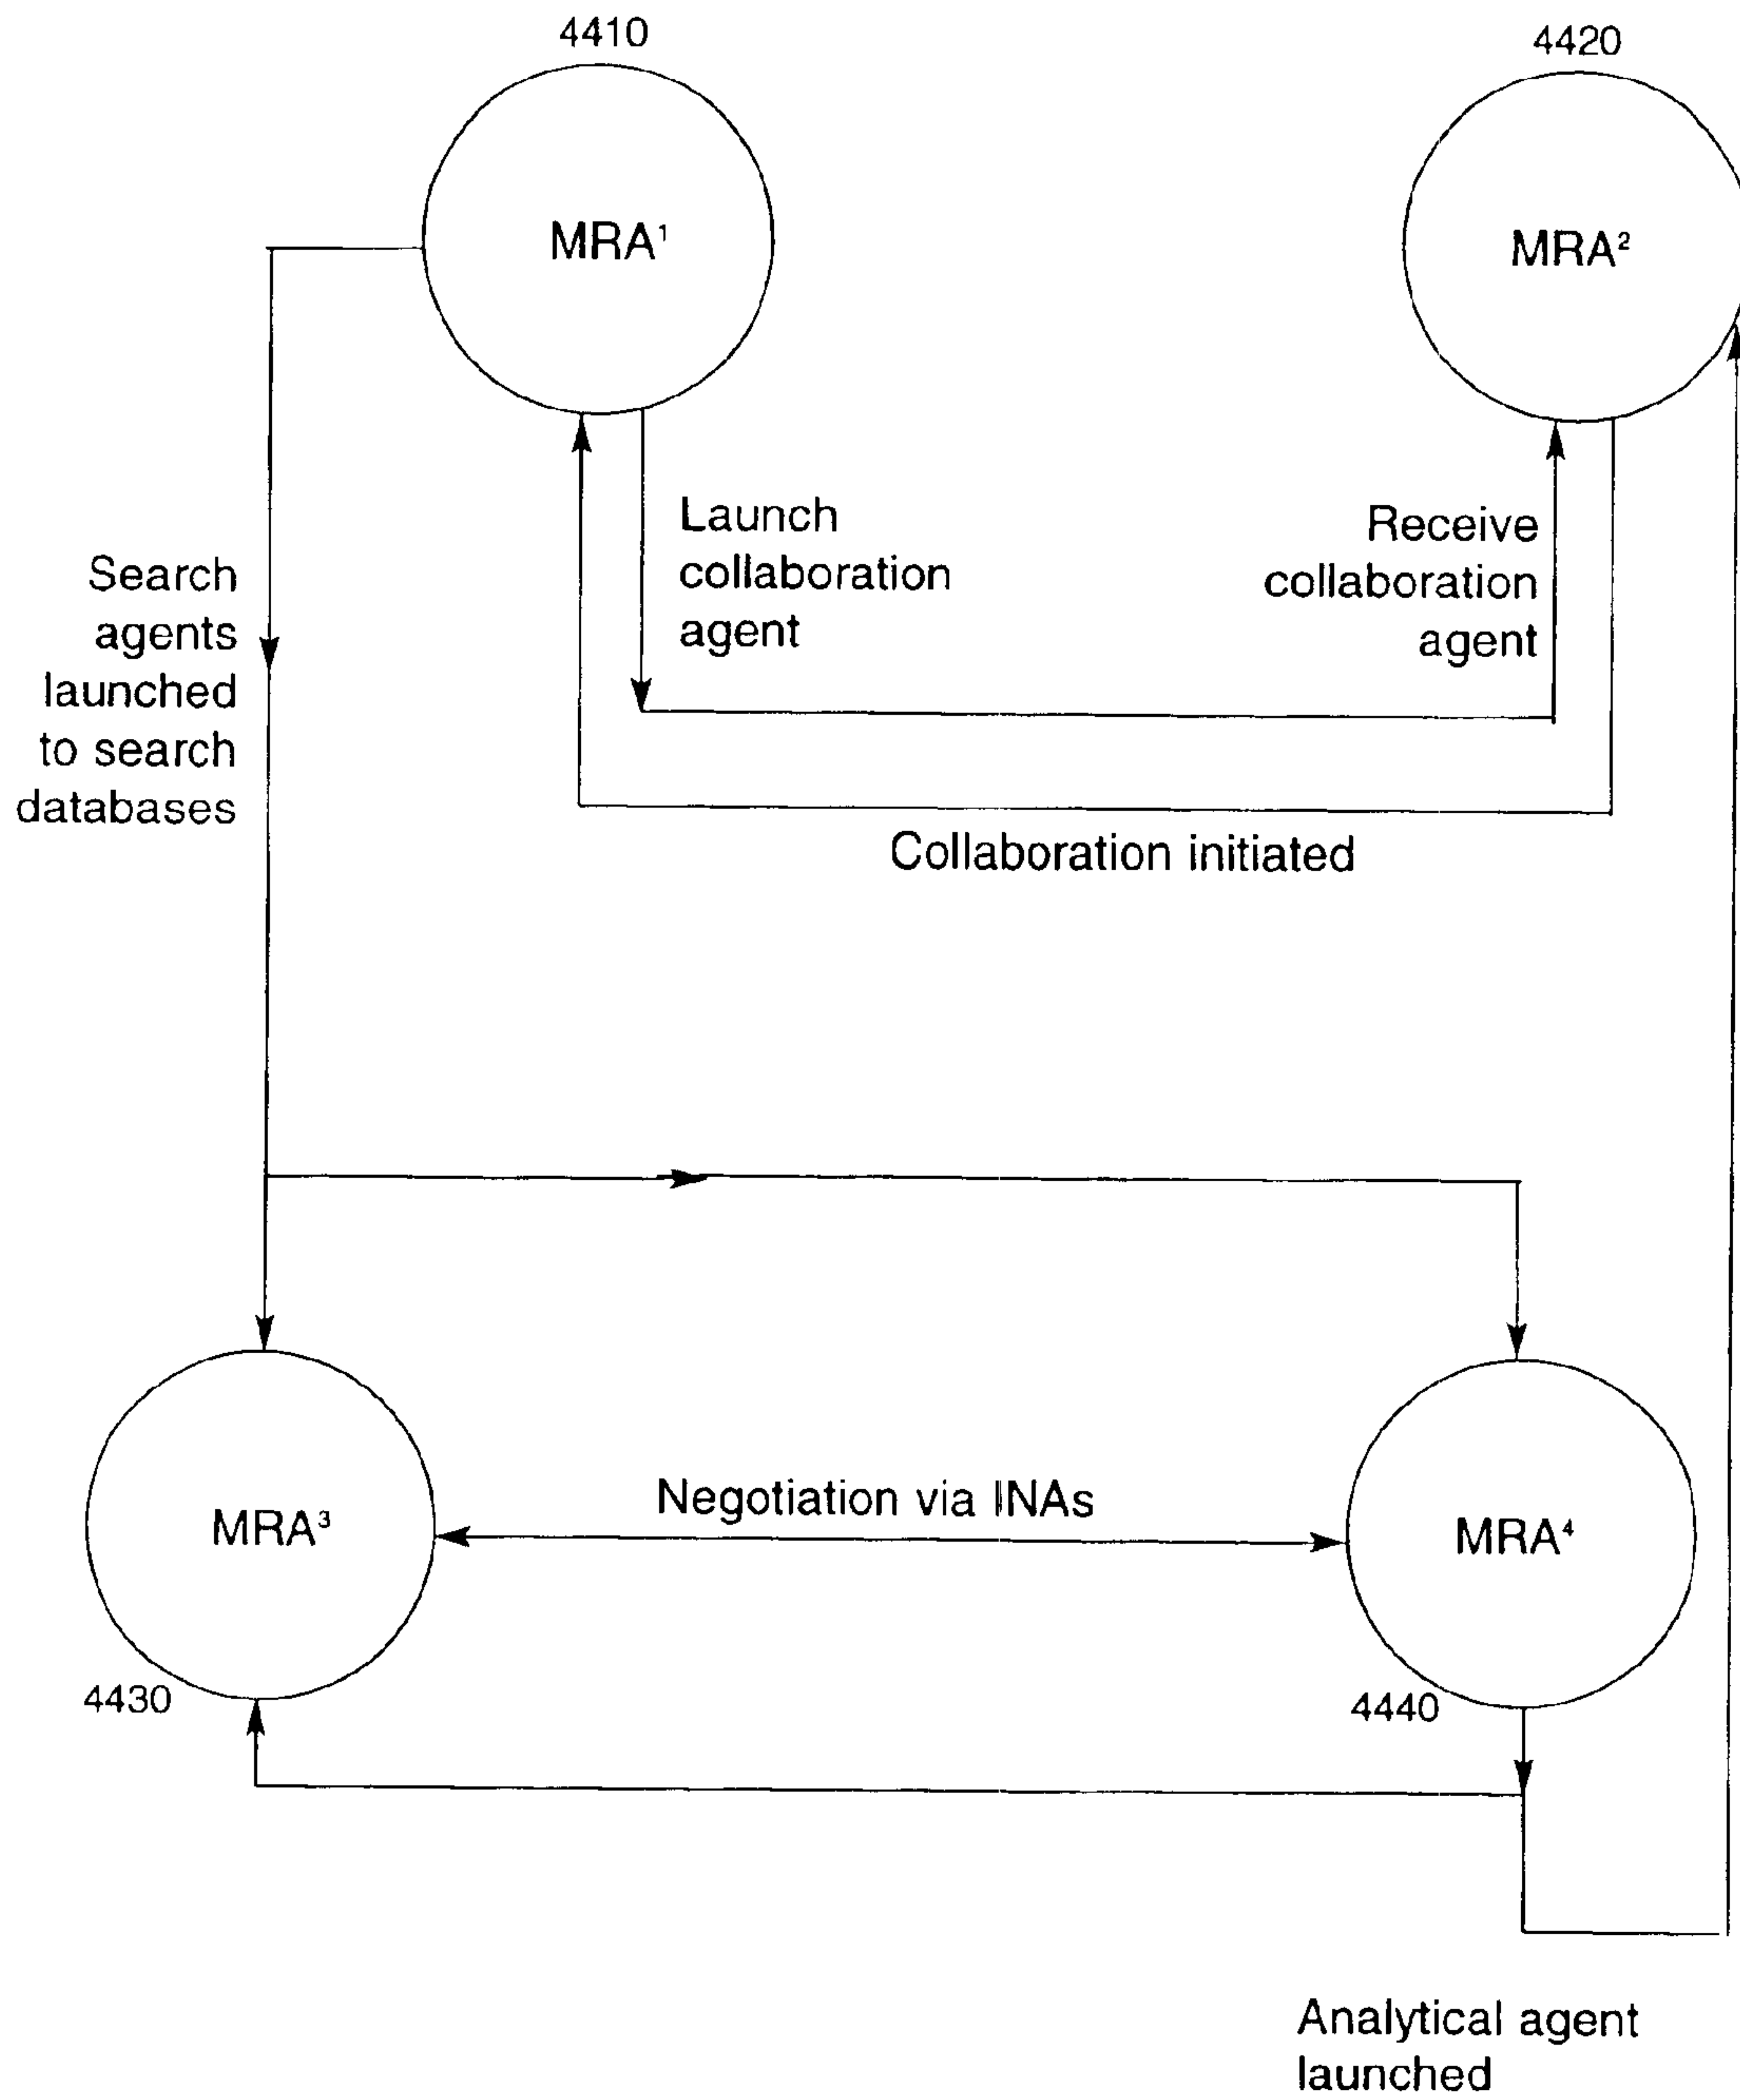 4410
4420
MRA¹
MRA²
Launch
collaboration
agent
Receive
collaboration
agent
Search
agents
launched
to search
databases
Collaboration initiated
MRA³
Negotiation via INAs
MRA⁴
4430
4440
Analytical agent
launched